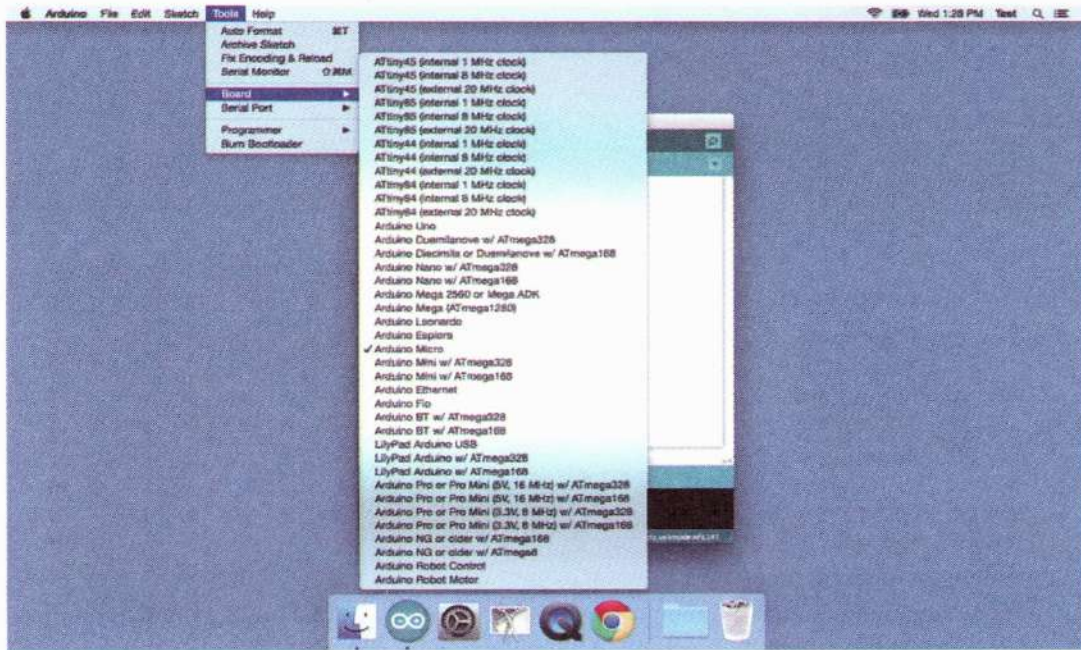 Arduino File Edit Sketch Tools Help
Wed 1:28 PM Test
Auto Format ⌘T
Archive Sketch
Fix Encoding & Reload
Serial Monitor ⇧⌘M
Board
Serial Port
Programmer
Burn Bootloader
ATtiny45 (internal 1 MHz clock)
ATtiny45 (internal 8 MHz clock)
ATtiny45 (external 20 MHz clock)
ATtiny85 (internal 1 MHz clock)
ATtiny85 (internal 8 MHz clock)
ATtiny85 (external 20 MHz clock)
ATtiny44 (internal 1 MHz clock)
ATtiny44 (internal 8 MHz clock)
ATtiny44 (external 20 MHz clock)
ATtiny84 (internal 1 MHz clock)
ATtiny84 (internal 8 MHz clock)
ATtiny84 (external 20 MHz clock)
Arduino Uno
Arduino Duemilanove w/ ATmega328
Arduino Diecimila or Duemilanove w/ ATmega168
Arduino Nano w/ ATmega328
Arduino Nano w/ ATmega168
Arduino Mega 2560 or Mega ADK
Arduino Mega (ATmega1280)
Arduino Leonardo
Arduino Esplora
✓ Arduino Micro
Arduino Mini w/ ATmega328
Arduino Mini w/ ATmega168
Arduino Ethernet
Arduino Fio
Arduino BT w/ ATmega328
Arduino BT w/ ATmega168
LilyPad Arduino USB
LilyPad Arduino w/ ATmega328
LilyPad Arduino w/ ATmega168
Arduino Pro or Pro Mini (5V, 16 MHz) w/ ATmega328
Arduino Pro or Pro Mini (5V, 16 MHz) w/ ATmega168
Arduino Pro or Pro Mini (3.3V, 8 MHz) w/ ATmega328
Arduino Pro or Pro Mini (3.3V, 8 MHz) w/ ATmega168
Arduino NG or older w/ ATmega168
Arduino NG or older w/ ATmega8
Arduino Robot Control
Arduino Robot Motor